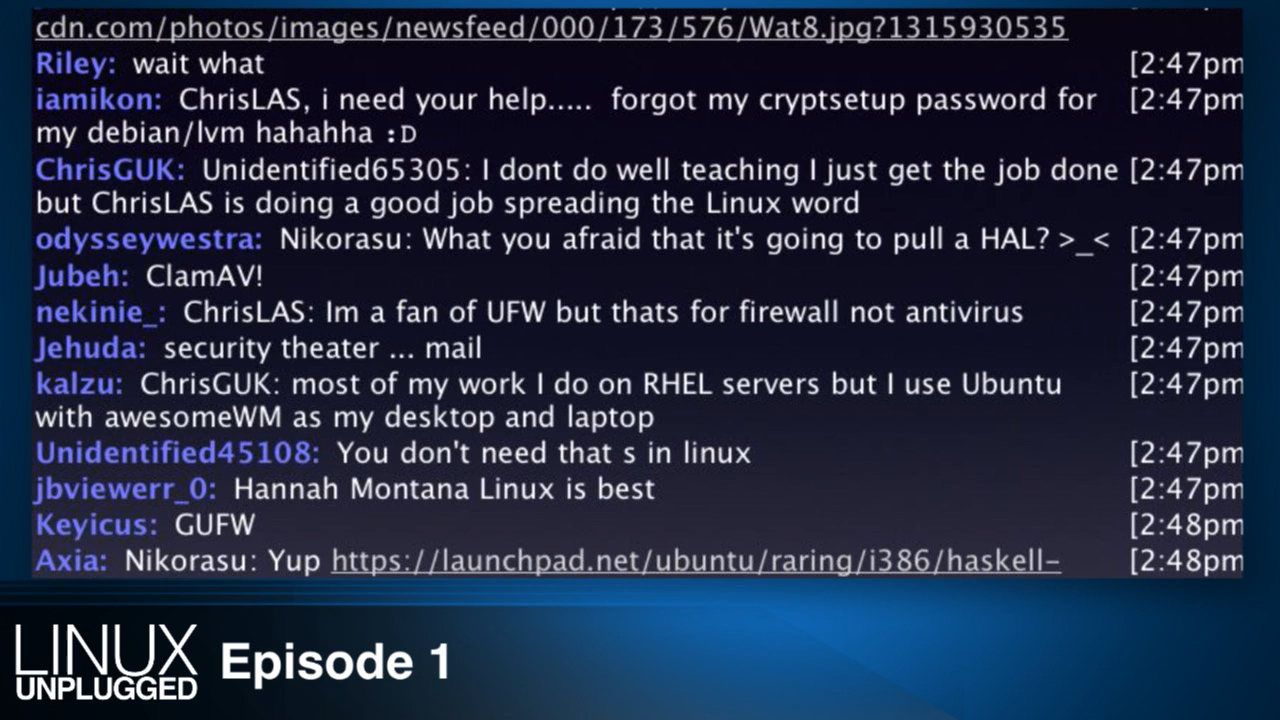 cdn.com/photos/images/newsfeed/000/173/576/Wat8.jpg?1315930535
Riley: wait what [2:47pm
iamikon: ChrisLAS, i need your help..... forgot my cryptsetup password for [2:47pm
my debian/lvm hahahha :D
ChrisGUK: Unidentified65305: I dont do well teaching I just get the job done [2:47pm
but ChrisLAS is doing a good job spreading the Linux word
odysseywestra: Nikorasu: What you afraid that it's going to pull a HAL? >_< [2:47pm
Jubeh: ClamAV! [2:47pm
nekinie_: ChrisLAS: Im a fan of UFW but thats for firewall not antivirus [2:47pm
Jehuda: security theater ... mail [2:47pm
kalzu: ChrisGUK: most of my work I do on RHEL servers but I use Ubuntu [2:47pm
with awesomeWM as my desktop and laptop
Unidentified45108: You don't need that s in linux [2:47pm
jbviewerr_0: Hannah Montana Linux is best [2:47pm
Keyicus: GUFW [2:48pm
Axia: Nikorasu: Yup https://launchpad.net/ubuntu/raring/i386/haskell- [2:48pm
LINUX
UNPLUGGED
Episode 1